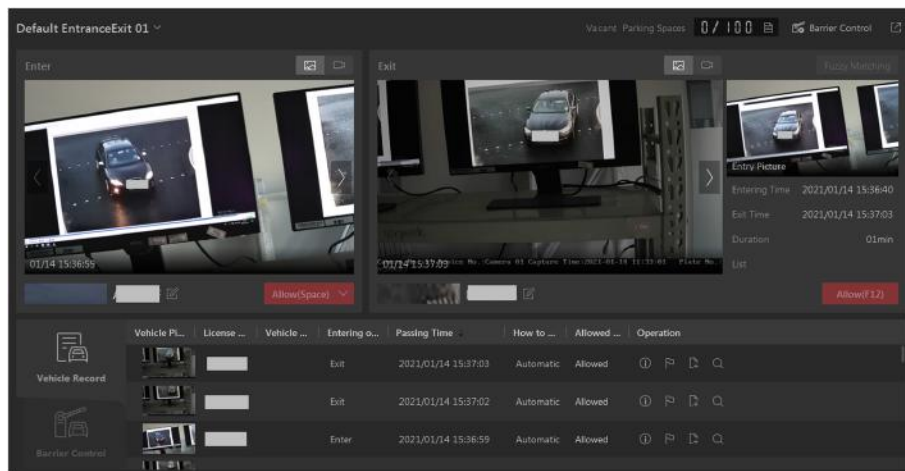 Default EntranceExit 01
Vacant Parking Spaces 0/100
Barrier Control
Enter
Exit
Fuzzy Matching
01/14 15:36:55
01/14 15:37:03
Entry Picture
Entering Time 2021/01/14 15:36:40
Exit Time 2021/01/14 15:37:03
Duration 01min
List
Allow(Space)
Allow(F12)
Vehicle Record
Barrier Control
Vehicle Pi... License ... Vehicle ... Entering o... Passing Time How to ... Allowed ... Operation
Exit 2021/01/14 15:37:03 Automatic Allowed
Exit 2021/01/14 15:37:02 Automatic Allowed
Enter 2021/01/14 15:36:59 Automatic Allowed